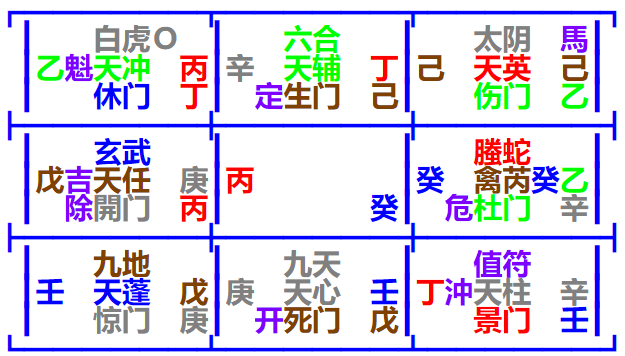 白虎O 六合 太阴 馬
乙魁天冲 丙 辛 天辅 丁 己 天英 己
休门 丁 定生门 己 伤门 乙
玄武 螣蛇
戊吉天任 庚 丙 癸 禽芮癸乙
除開门 丙 癸 危杜门 辛
九地 九天 值符
壬 天蓬 戊 庚 天心 壬 丁冲天柱 辛
惊门 庚 开死门 戊 景门 壬